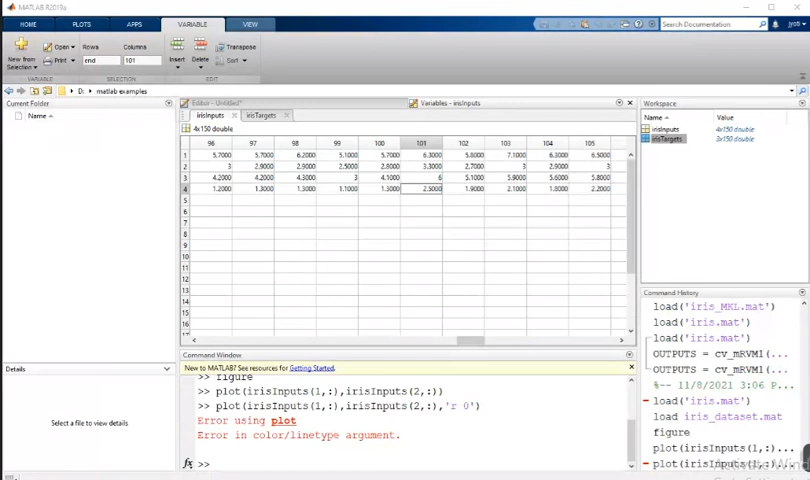 MATLAB R2019a
HOME PLOTS APPS VARIABLE VIEW Search Documentation jyoti
New from Selection Open Print Rows Columns Insert Delete Transpose Sort
end 101
VARIABLE SELECTION EDIT
D: matlab examples
Current Folder
Name
Editor - Untitled* Variables - irisInputs
irisInputs irisTargets
4x150 double
96 97 98 99 100 101 102 103 104 105
1 5.7000 5.7000 6.2000 5.1000 5.7000 6.3000 5.8000 7.1000 6.3000 6.5000
2 3 2.9000 2.9000 2.5000 2.8000 3.3000 2.7000 3 2.9000 3
3 4.2000 4.2000 4.3000 3 4.1000 6 5.1000 5.9000 5.6000 5.8000
4 1.2000 1.3000 1.3000 1.1000 1.3000 2.5000 1.9000 2.1000 1.8000 2.2000
5
6
7
8
9
10
11
12
13
14
15
16
17
Workspace
Name Value
irisInputs 4x150 double
irisTargets 3x150 double
Details
Select a file to view details
Command Window
New to MATLAB? See resources for Getting Started.
>> figure
>> plot(irisInputs(1,:),irisInputs(2,:))
>> plot(irisInputs(1,:),irisInputs(2,:),'r 0')
Error using plot
Error in color/linetype argument.
fx >>
Command History
load('iris_MKL.mat')
load('iris.mat')
load('iris.mat')
OUTPUTS = cv_mRVM1(...
OUTPUTS = cv_mRVM1(...
%-- 11/8/2021 3:06 P...
load('iris.mat')
load iris_dataset.mat
figure
plot(irisInputs(1,:)...
plot(irisInputs(1,:)...